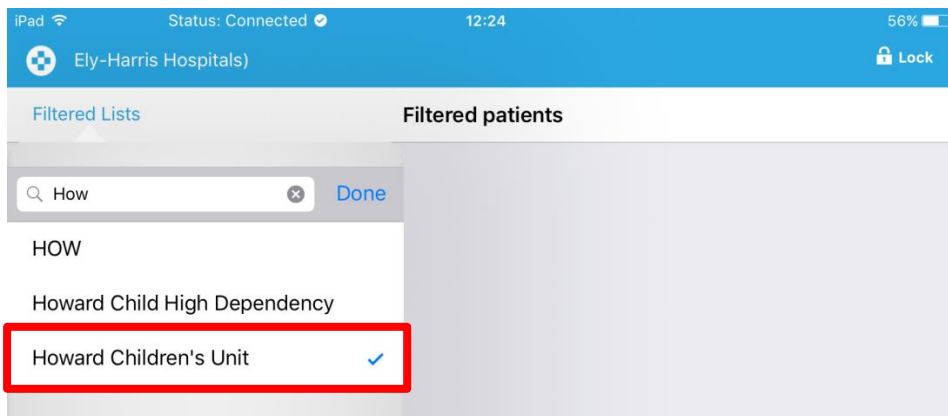 iPad Status: Connected 12:24 56%
Ely-Harris Hospitals) Lock
Filtered Lists Filtered patients
How Done
HOW
Howard Child High Dependency
Howard Children's Unit